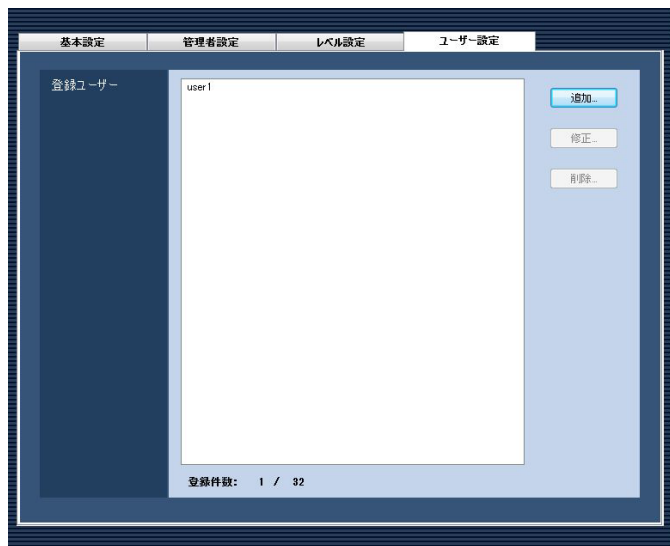 基本設定 管理者設定 レベル設定 ユーザー設定
登録ユーザー
user1
追加...
修正...
削除...
登録件数: 1 / 32